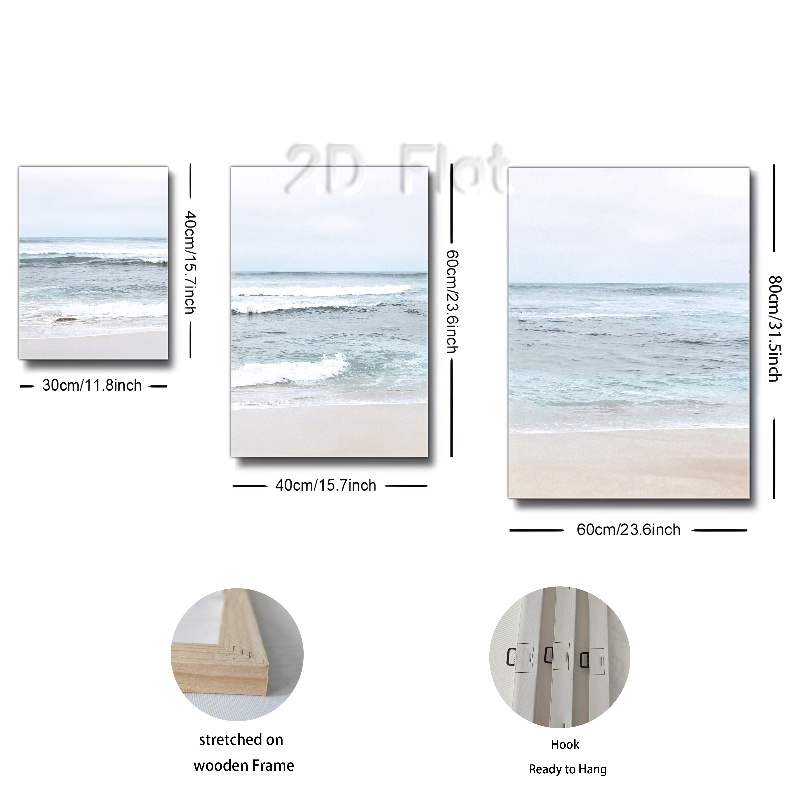 2D Flat
40cm/15.7inch
30cm/11.8inch
60cm/23.6inch
40cm/15.7inch
80cm/31.5inch
60cm/23.6inch
stretched on
wooden Frame
Hook
Ready to Hang